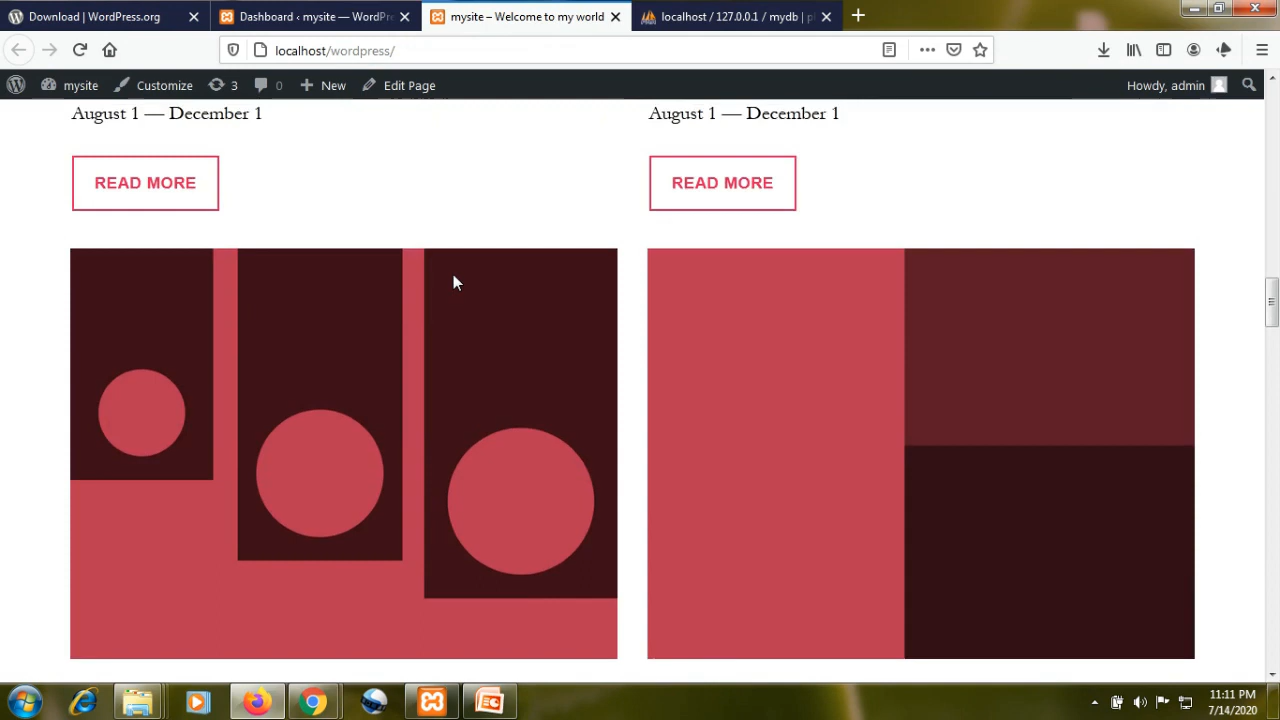 Download | WordPress.org
Dashboard ‹ mysite — WordPr
mysite – Welcome to my world
localhost / 127.0.0.1 / mydb | p
localhost/wordpress/
mysite
Customize
3
0
New
Edit Page
Howdy, admin
August 1 — December 1
August 1 — December 1
READ MORE
READ MORE
11:11 PM
7/14/2020